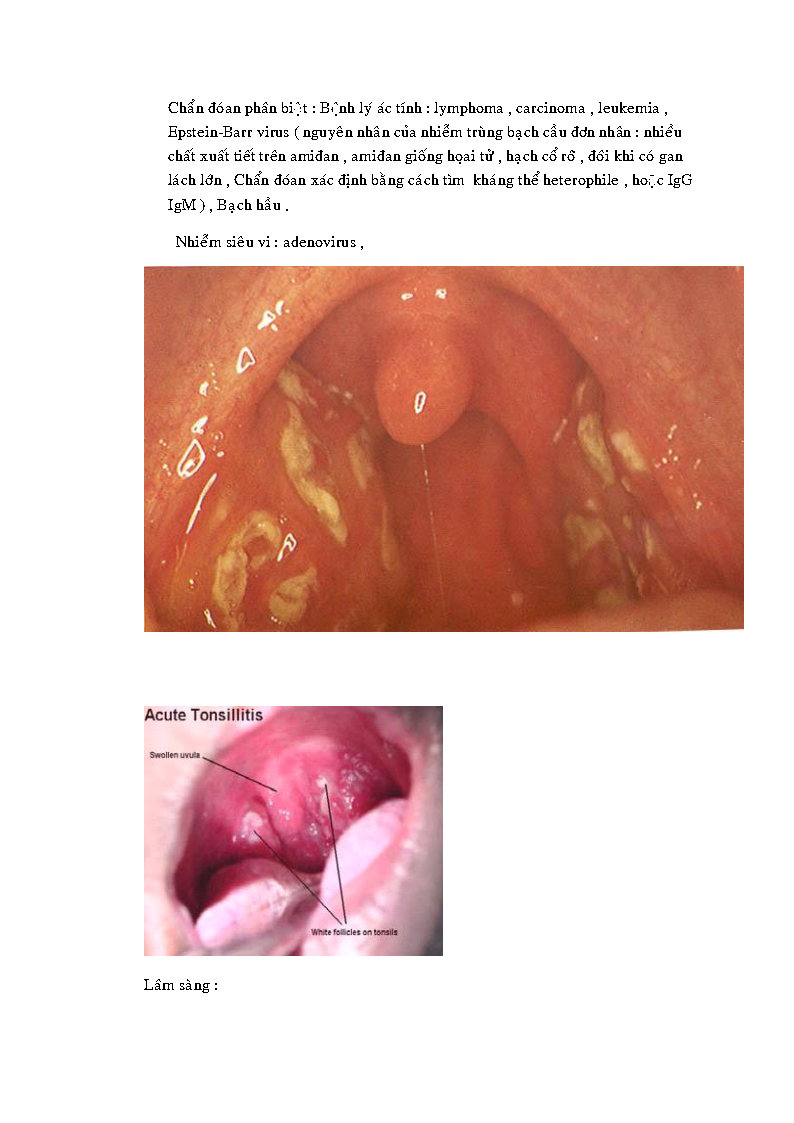 Chẩn đóan phân biệt : Bệnh lý ác tính : lymphoma , carcinoma , leukemia ,
Epstein-Barr virus ( nguyên nhân của nhiễm trùng bạch cầu đơn nhân : nhiều
chất xuất tiết trên amiđan , amiđan giống họai tử , hạch cổ rõ , đôi khi có gan
lách lớn , Chẩn đóan xác định bằng cách tìm kháng thể heterophile , hoặc IgG
IgM ) , Bạch hầu .
Nhiễm siêu vi : adenovirus ,
Acute Tonsillitis
Swollen uvula
White follicles on tonsils
Lâm sàng :